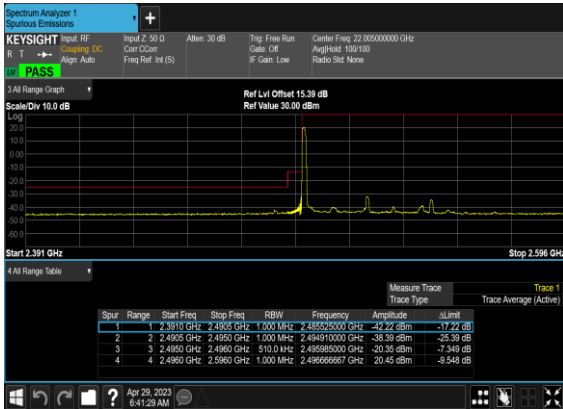 Spectrum Analyzer 1
Spurious Emissions
KEYSIGHT Input: RF Input Z: 50 Ω Atten: 30 dB Trig: Free Run Center Freq: 22.005000000 GHz
R T Coupling: DC Corr CCorr Gate: Off Avg|Hold: 100/100
Align: Auto Freq Ref: Int (S) IF Gain: Low Radio Std: None
PASS
3 All Range Graph Ref Lvl Offset 15.39 dB
Scale/Div 10.0 dB Ref Value 30.00 dBm
Log
20.0
10.0
0.00
-10.0
-20.0
-30.0
-40.0
-50.0
-60.0
Start 2.391 GHz Stop 2.596 GHz
4 All Range Table
Measure Trace Trace 1
Trace Type Trace Average (Active)
Spur Range Start Freq Stop Freq RBW Frequency Amplitude ΔLimit
1 1 2.3910 GHz 2.4905 GHz 1.000 MHz 2.485525000 GHz -42.22 dBm -17.22 dB
2 2 2.4905 GHz 2.4950 GHz 1.000 MHz 2.494910000 GHz -38.39 dBm -25.39 dB
3 3 2.4950 GHz 2.4960 GHz 510.0 kHz 2.495985000 GHz -20.35 dBm -7.349 dB
4 4 2.4960 GHz 2.5960 GHz 1.000 MHz 2.496666667 GHz 20.45 dBm -9.548 dB
Apr 29, 2023
6:41:29 AM